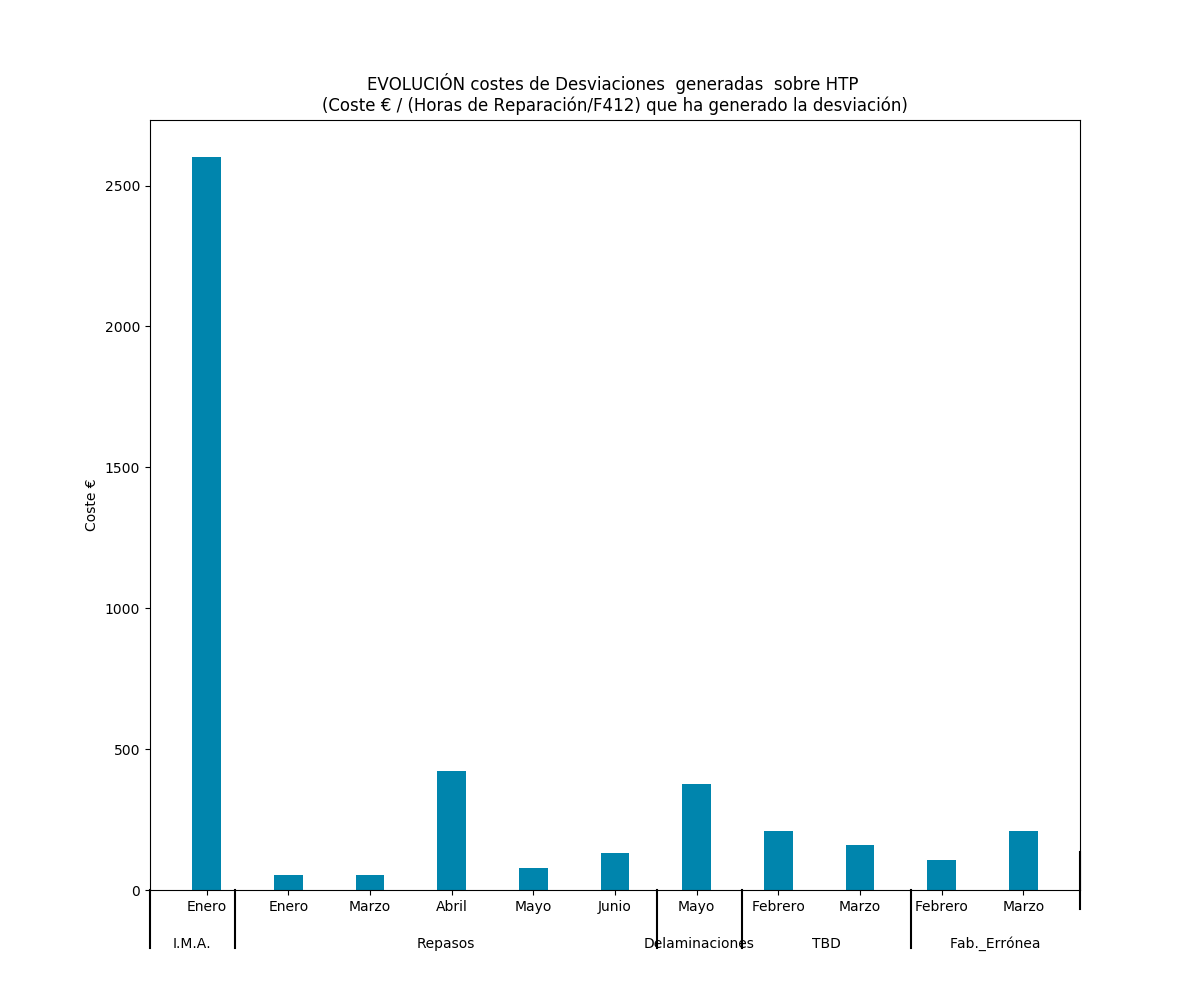 EVOLUCIÓN costes de Desviaciones  generadas  sobre HTP
(Coste € / (Horas de Reparación/F412) que ha generado la desviación)
Coste €
2500
2000
1500
1000
500
0
Enero Enero Marzo Abril Mayo Junio Mayo Febrero Marzo Febrero Marzo
I.M.A. Repasos Delaminaciones TBD Fab._Errónea